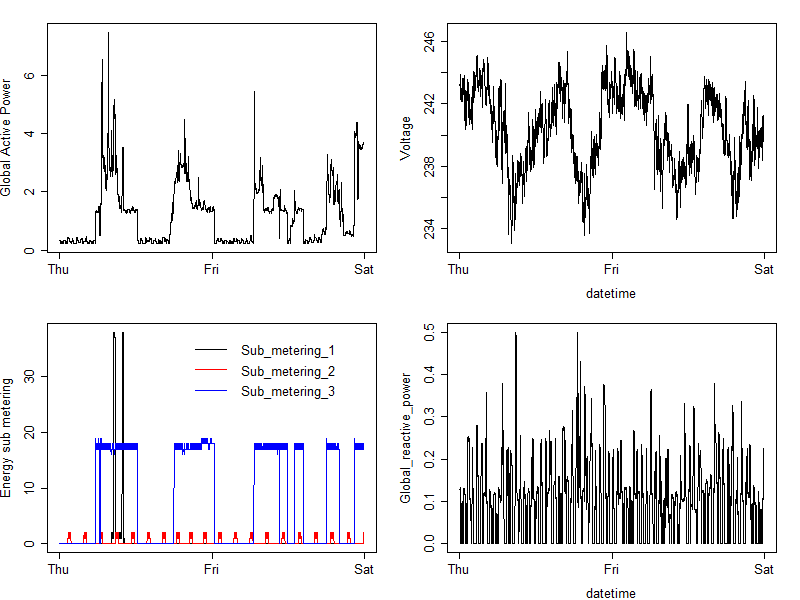 Global Active Power
6
4
2
0
Thu
Fri
Sat
Voltage
246
242
238
234
Thu
Fri
Sat
datetime
Energy sub metering
30
20
10
0
Sub_metering_1
Sub_metering_2
Sub_metering_3
Thu
Fri
Sat
Global_reactive_power
0.5
0.4
0.3
0.2
0.1
0.0
Thu
Fri
Sat
datetime